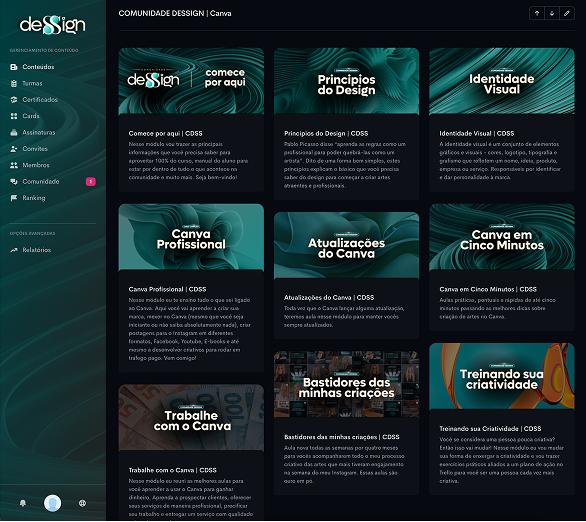 desSign
GERENCIAMENTO DE CONTEÚDO
Conteúdos
Turmas
Certificados
Cards
Assinaturas
Convites
Membros
Comunidade
1
Ranking
OPÇÕES AVANÇADAS
Relatórios
COMUNIDADE DESSIGN | Canva
desSign
comece
por aqui
Comece por aqui | CDSS
Nesse módulo vou trazer as principais
informações que você precisa saber para
aproveitar 100% do curso, manual do aluno para
estar por dentro de tudo o que acontece na
comunidade e muito mais. Seja bem-vindo!
Princípios
do Design
Princípios do Design | CDSS
Pablo Picasso disse "aprenda as regras como um
profissional para poder quebrá-las como um
artista". Dito de uma forma bem simples, estes
princípios explicam o básico que você precisa
saber do design para começar a criar artes
atraentes e profissionais.
Identidade
Visual
Identidade Visual | CDSS
A identidade visual é um conjunto de elementos
gráficos e visuais – cores, logotipo, tipografia e
grafismo que refletem um nome, ideia, produto,
empresa ou serviço. Responsáveis por identificar
e dar personalidade à marca.
Canva
Profissional
Canva Profissional | CDSS
Nesse módulo eu te ensino tudo o que sei ligado
ao Canva. Aqui você vai aprender a criar sua
marca, mexer no Canva (mesmo que você seja
iniciante ou não saiba absolutamente nada), criar
postagens para o Instagram em diferentes
formatos, Facebook, Youtube, E-books e até
mesmo a desenvolver criativos para rodar em
tráfego pago. Vem comigo!
Atualizações
do Canva
Atualizações do Canva | CDSS
Toda vez que o Canva lançar alguma atualização,
teremos aula nesse módulo para manter vocês
sempre atualizados.
Canva em
Cinco Minutos
Canva em Cinco Minutos | CDSS
Aulas práticas, pontuais e rápidas de até cinco
minutos passando as melhores dicas sobre
criação de artes no Canva.
Trabalhe
com o Canva
Trabalhe com o Canva | CDSS
Nesse módulo eu reuni as melhores aulas para
você aprender a usar o Canva para ganhar
dinheiro. Aprenda a prospectar clientes, oferecer
seus serviços de maneira profissional, precificar
seu trabalho e entregar um serviço com qualidade
Bastidores das
minhas criações
Bastidores das minhas criações | CDSS
Aula nova todas as semanas por quatro meses
para vocês acompanharem todo o meu processo
criativo das artes que mais tiveram engajamento
na semana do meu Instagram. Essas aulas são
ouro em pó.
Treinando sua
criatividade
Treinando sua Criatividade | CDSS
Você se considera uma pessoa pouca criativa?
Então isso vai mudar! Nesse módulo eu vou mudar
sua forma de enxergar a criatividade e vou trazer
exercícios práticos aliados a um plano de ação no
Trello para você ser uma pessoa cada vez mais
criativa.